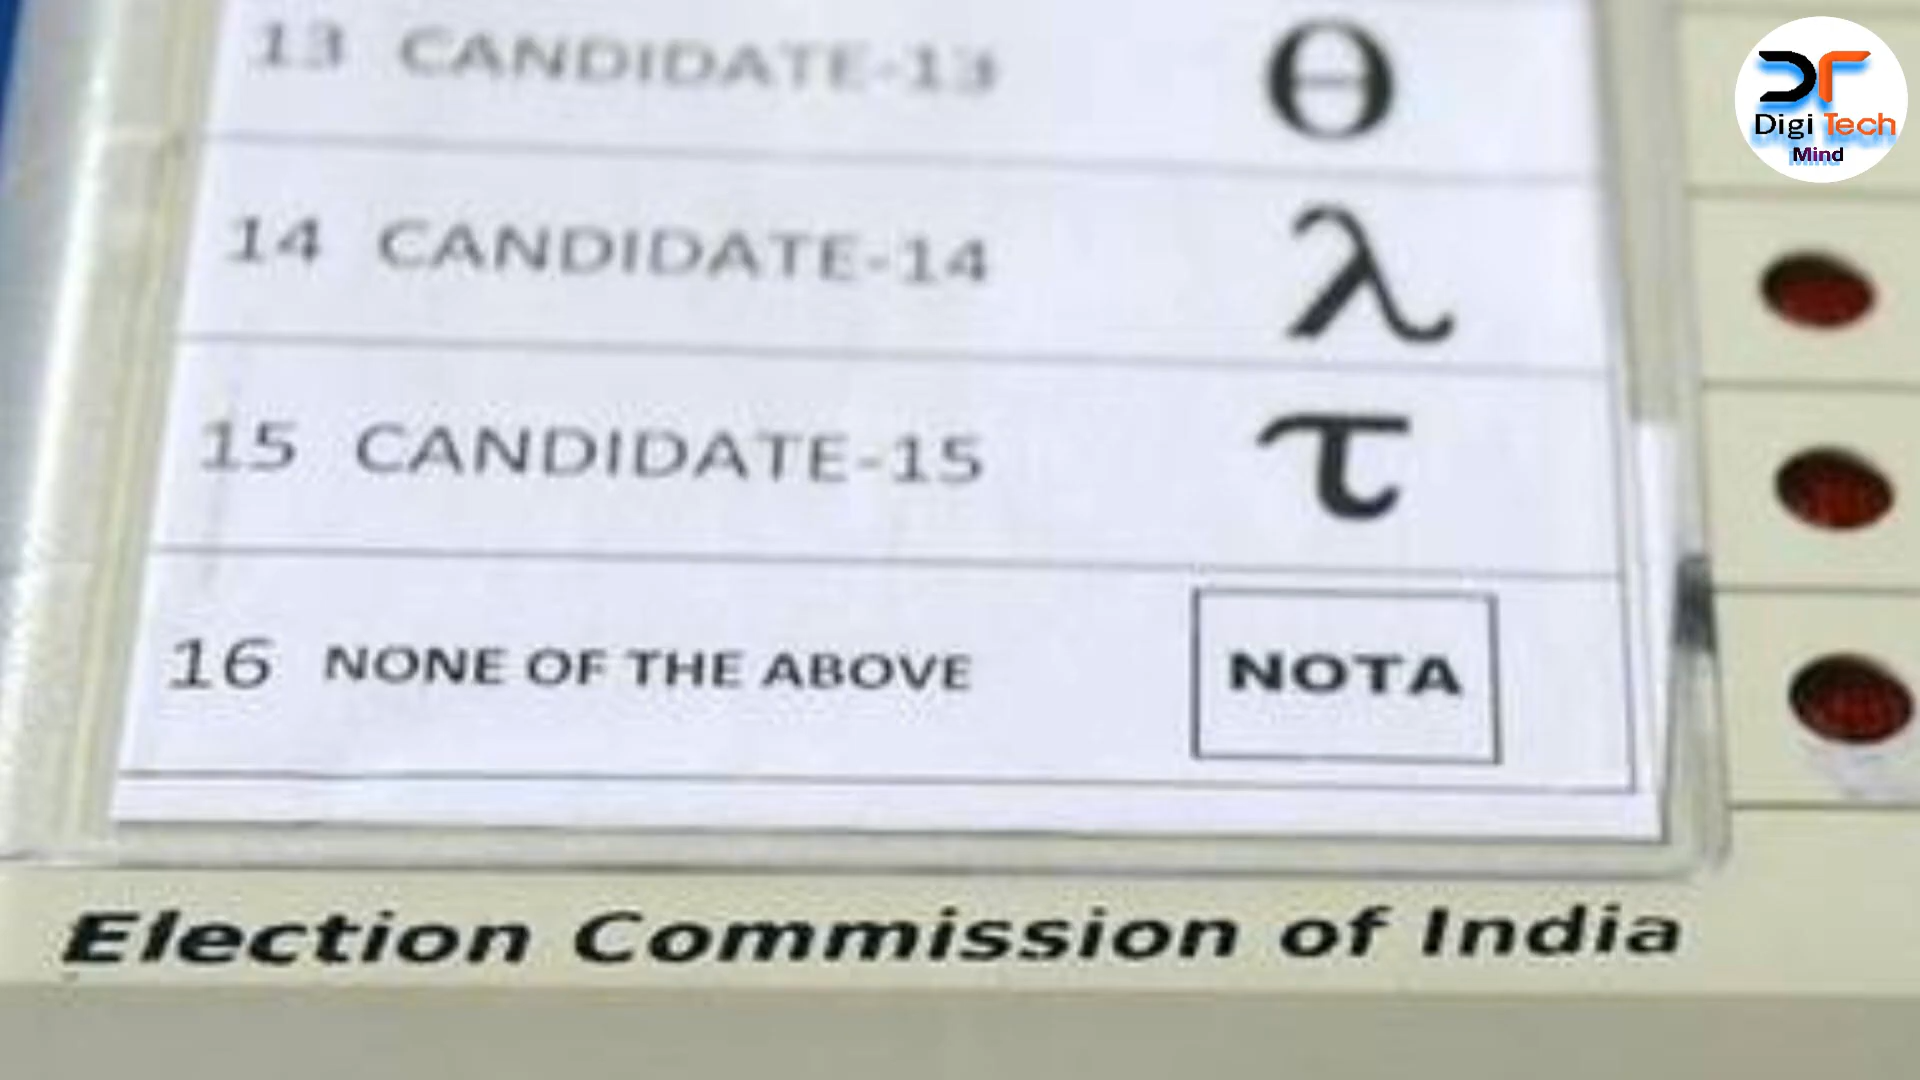 13 CANDIDATE-13 θ
14 CANDIDATE-14 λ
15 CANDIDATE-15 τ
16 NONE OF THE ABOVE NOTA
Election Commission of India
DT
Digi Tech
Mind